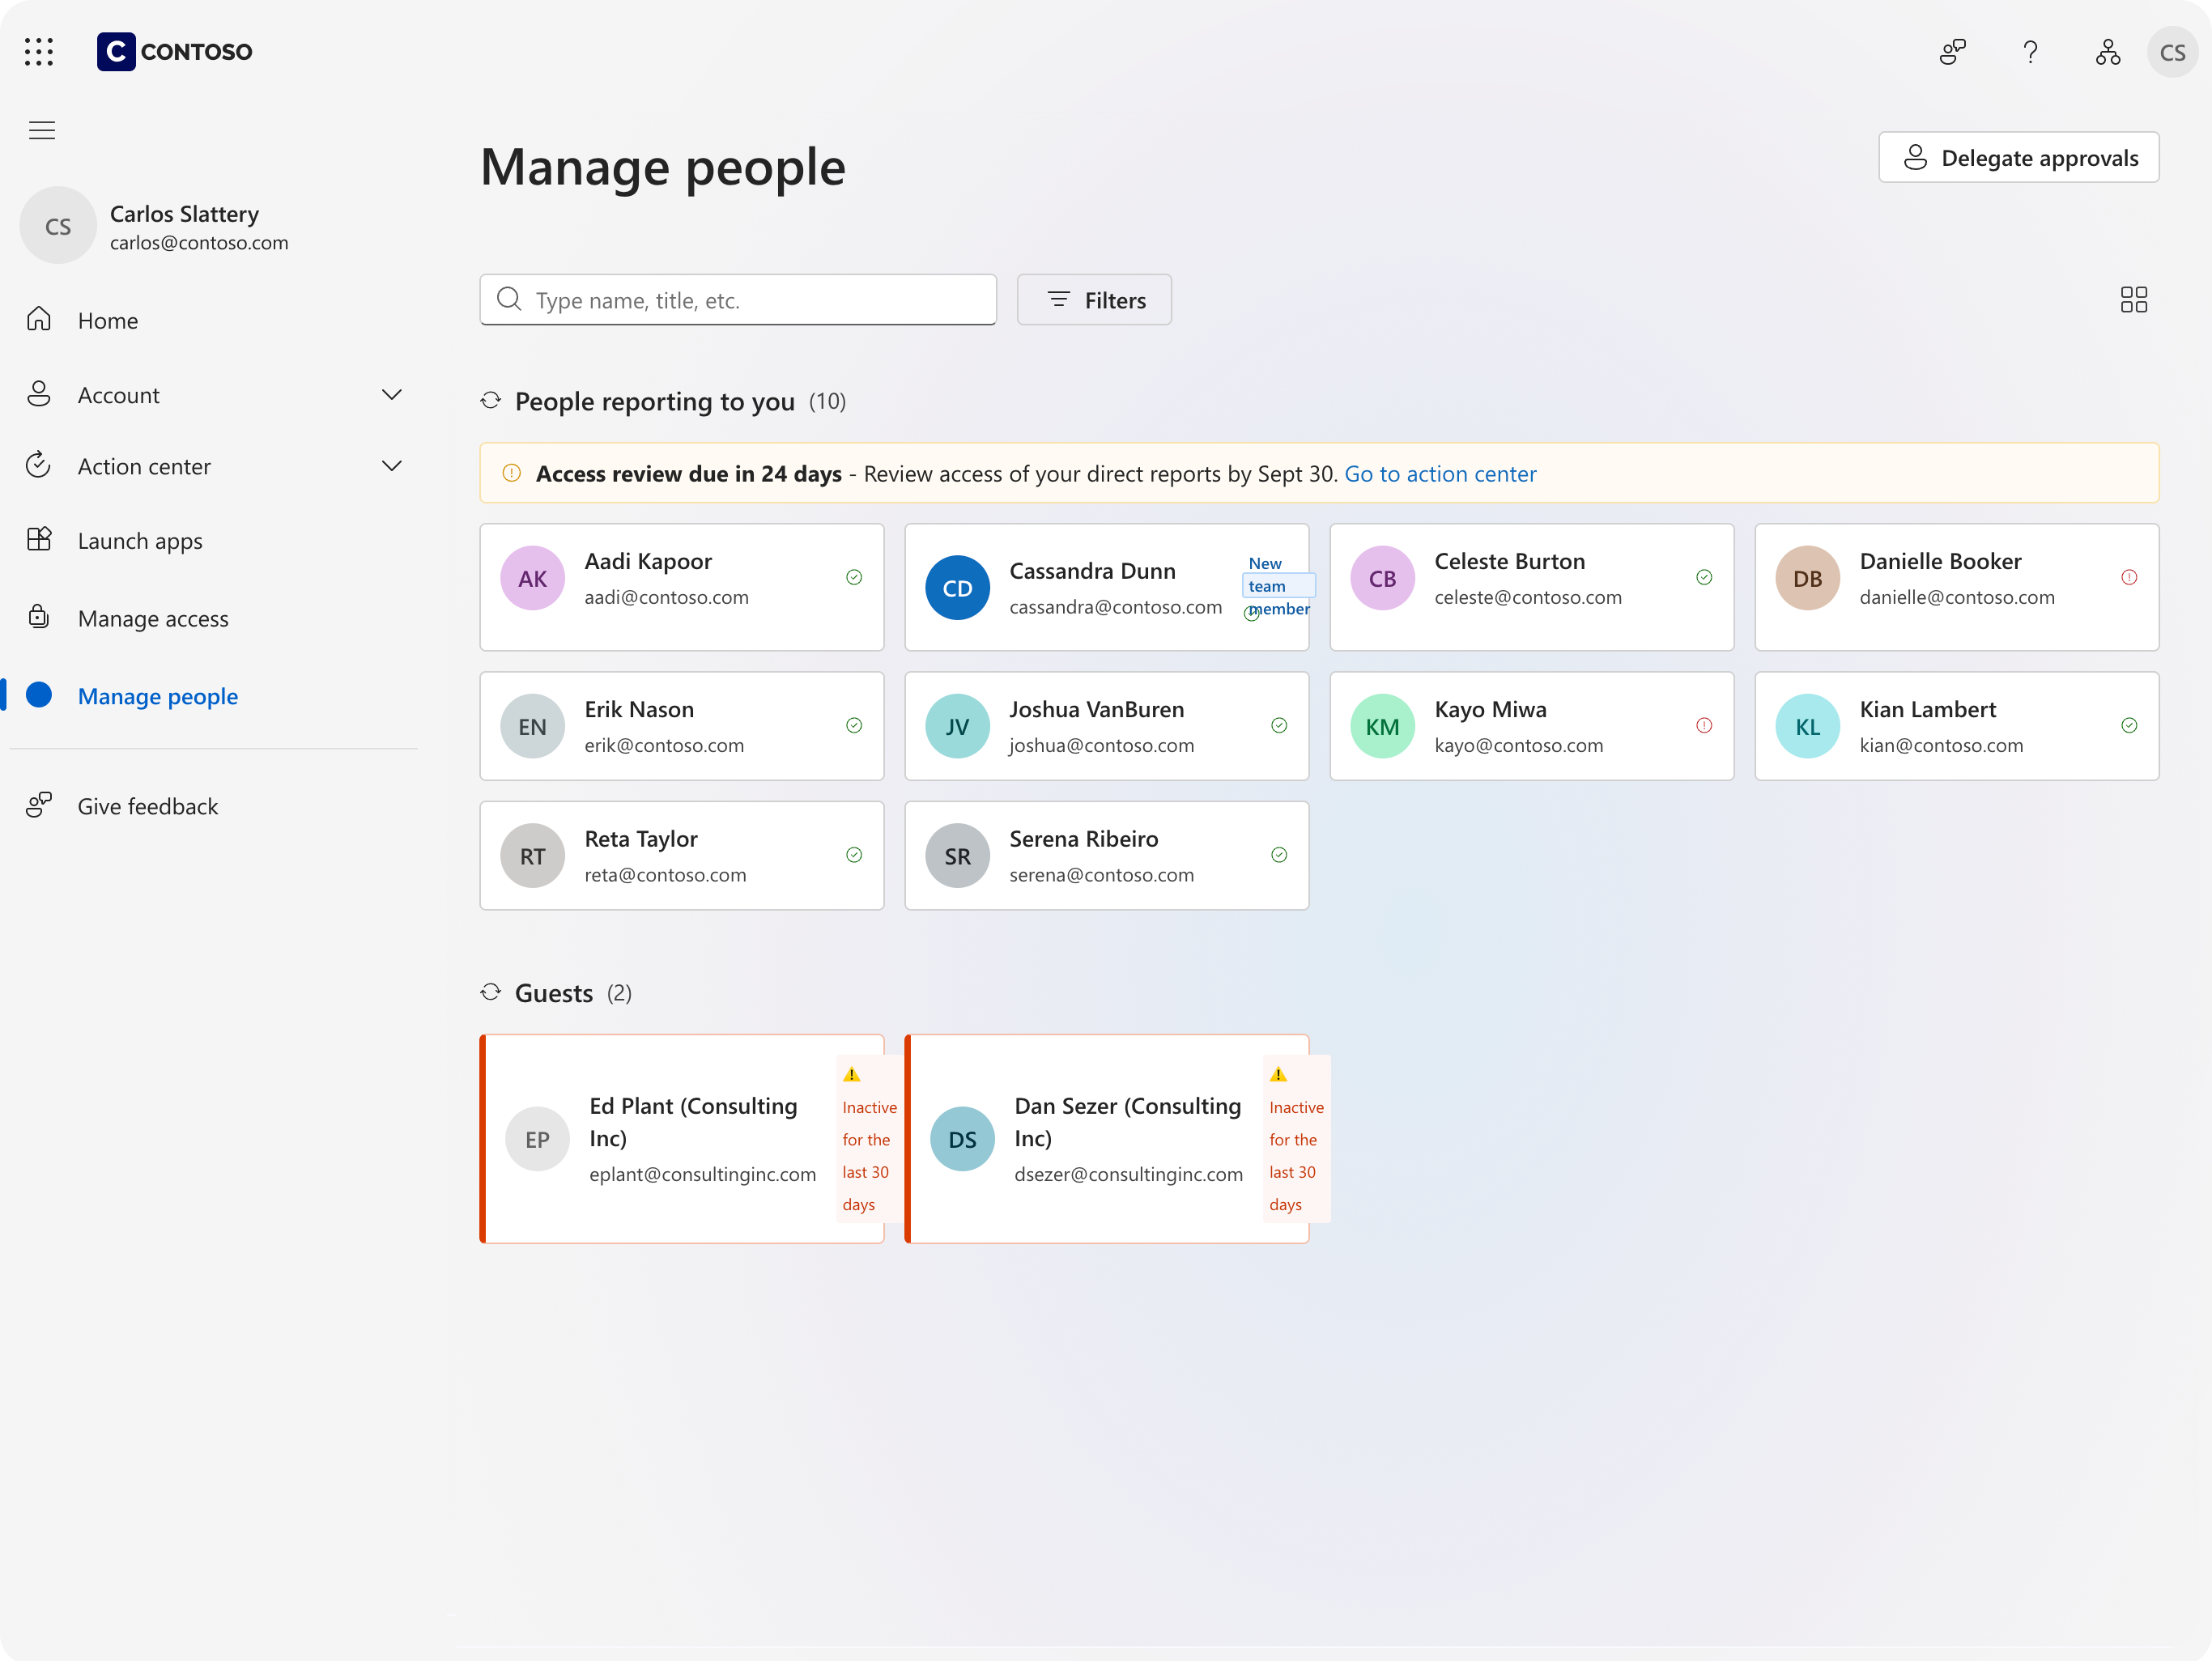 C CONTOSO
CS
Carlos Slattery
CS
carlos@contoso.com
Home
Account
Action center
Launch apps
Manage access
Manage people
Give feedback
Manage people
Delegate approvals
Type name, title, etc.
Filters
People reporting to you (10)
Access review due in 24 days - Review access of your direct reports by Sept 30. Go to action center
AK
Aadi Kapoor
aadi@contoso.com
CD
Cassandra Dunn
cassandra@contoso.com
New
team
member
CB
Celeste Burton
celeste@contoso.com
DB
Danielle Booker
danielle@contoso.com
EN
Erik Nason
erik@contoso.com
JV
Joshua VanBuren
joshua@contoso.com
KM
Kayo Miwa
kayo@contoso.com
KL
Kian Lambert
kian@contoso.com
RT
Reta Taylor
reta@contoso.com
SR
Serena Ribeiro
serena@contoso.com
Guests (2)
EP
Ed Plant (Consulting
Inc)
eplant@consultinginc.com
Inactive
for the
last 30
days
DS
Dan Sezer (Consulting
Inc)
dsezer@consultinginc.com
Inactive
for the
last 30
days